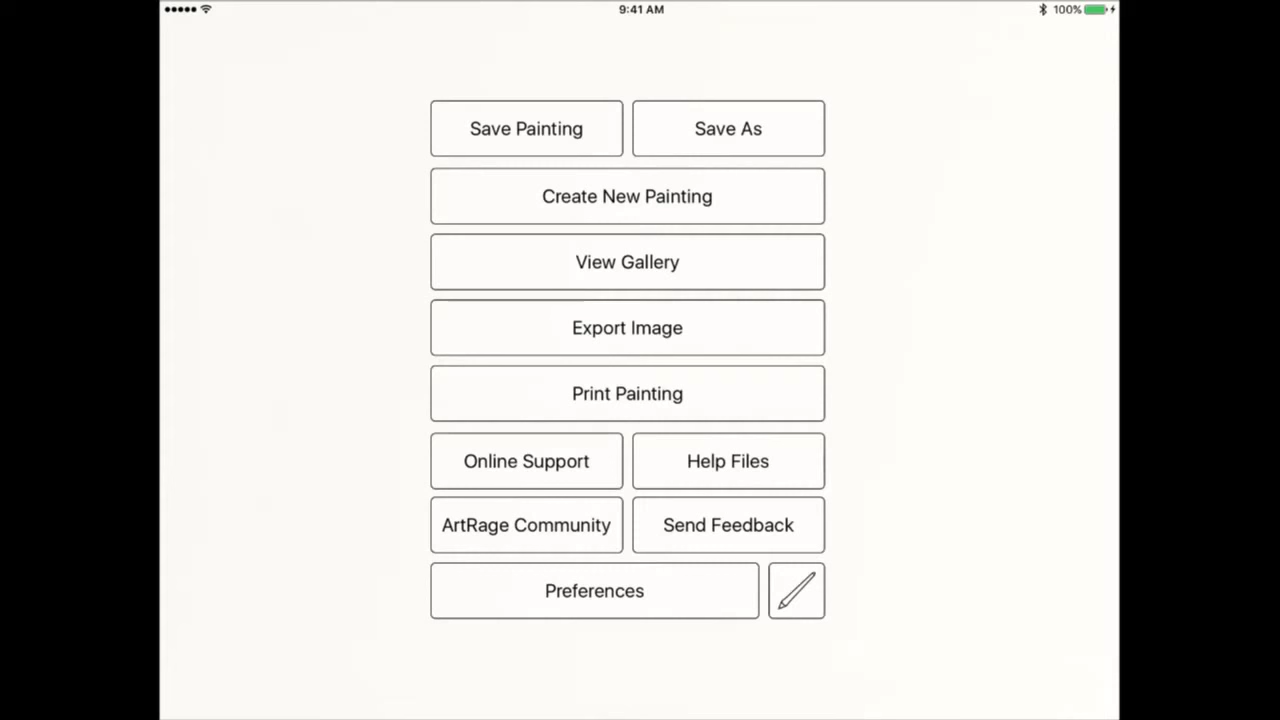 9:41 AM
100%
Save Painting
Save As
Create New Painting
View Gallery
Export Image
Print Painting
Online Support
Help Files
ArtRage Community
Send Feedback
Preferences